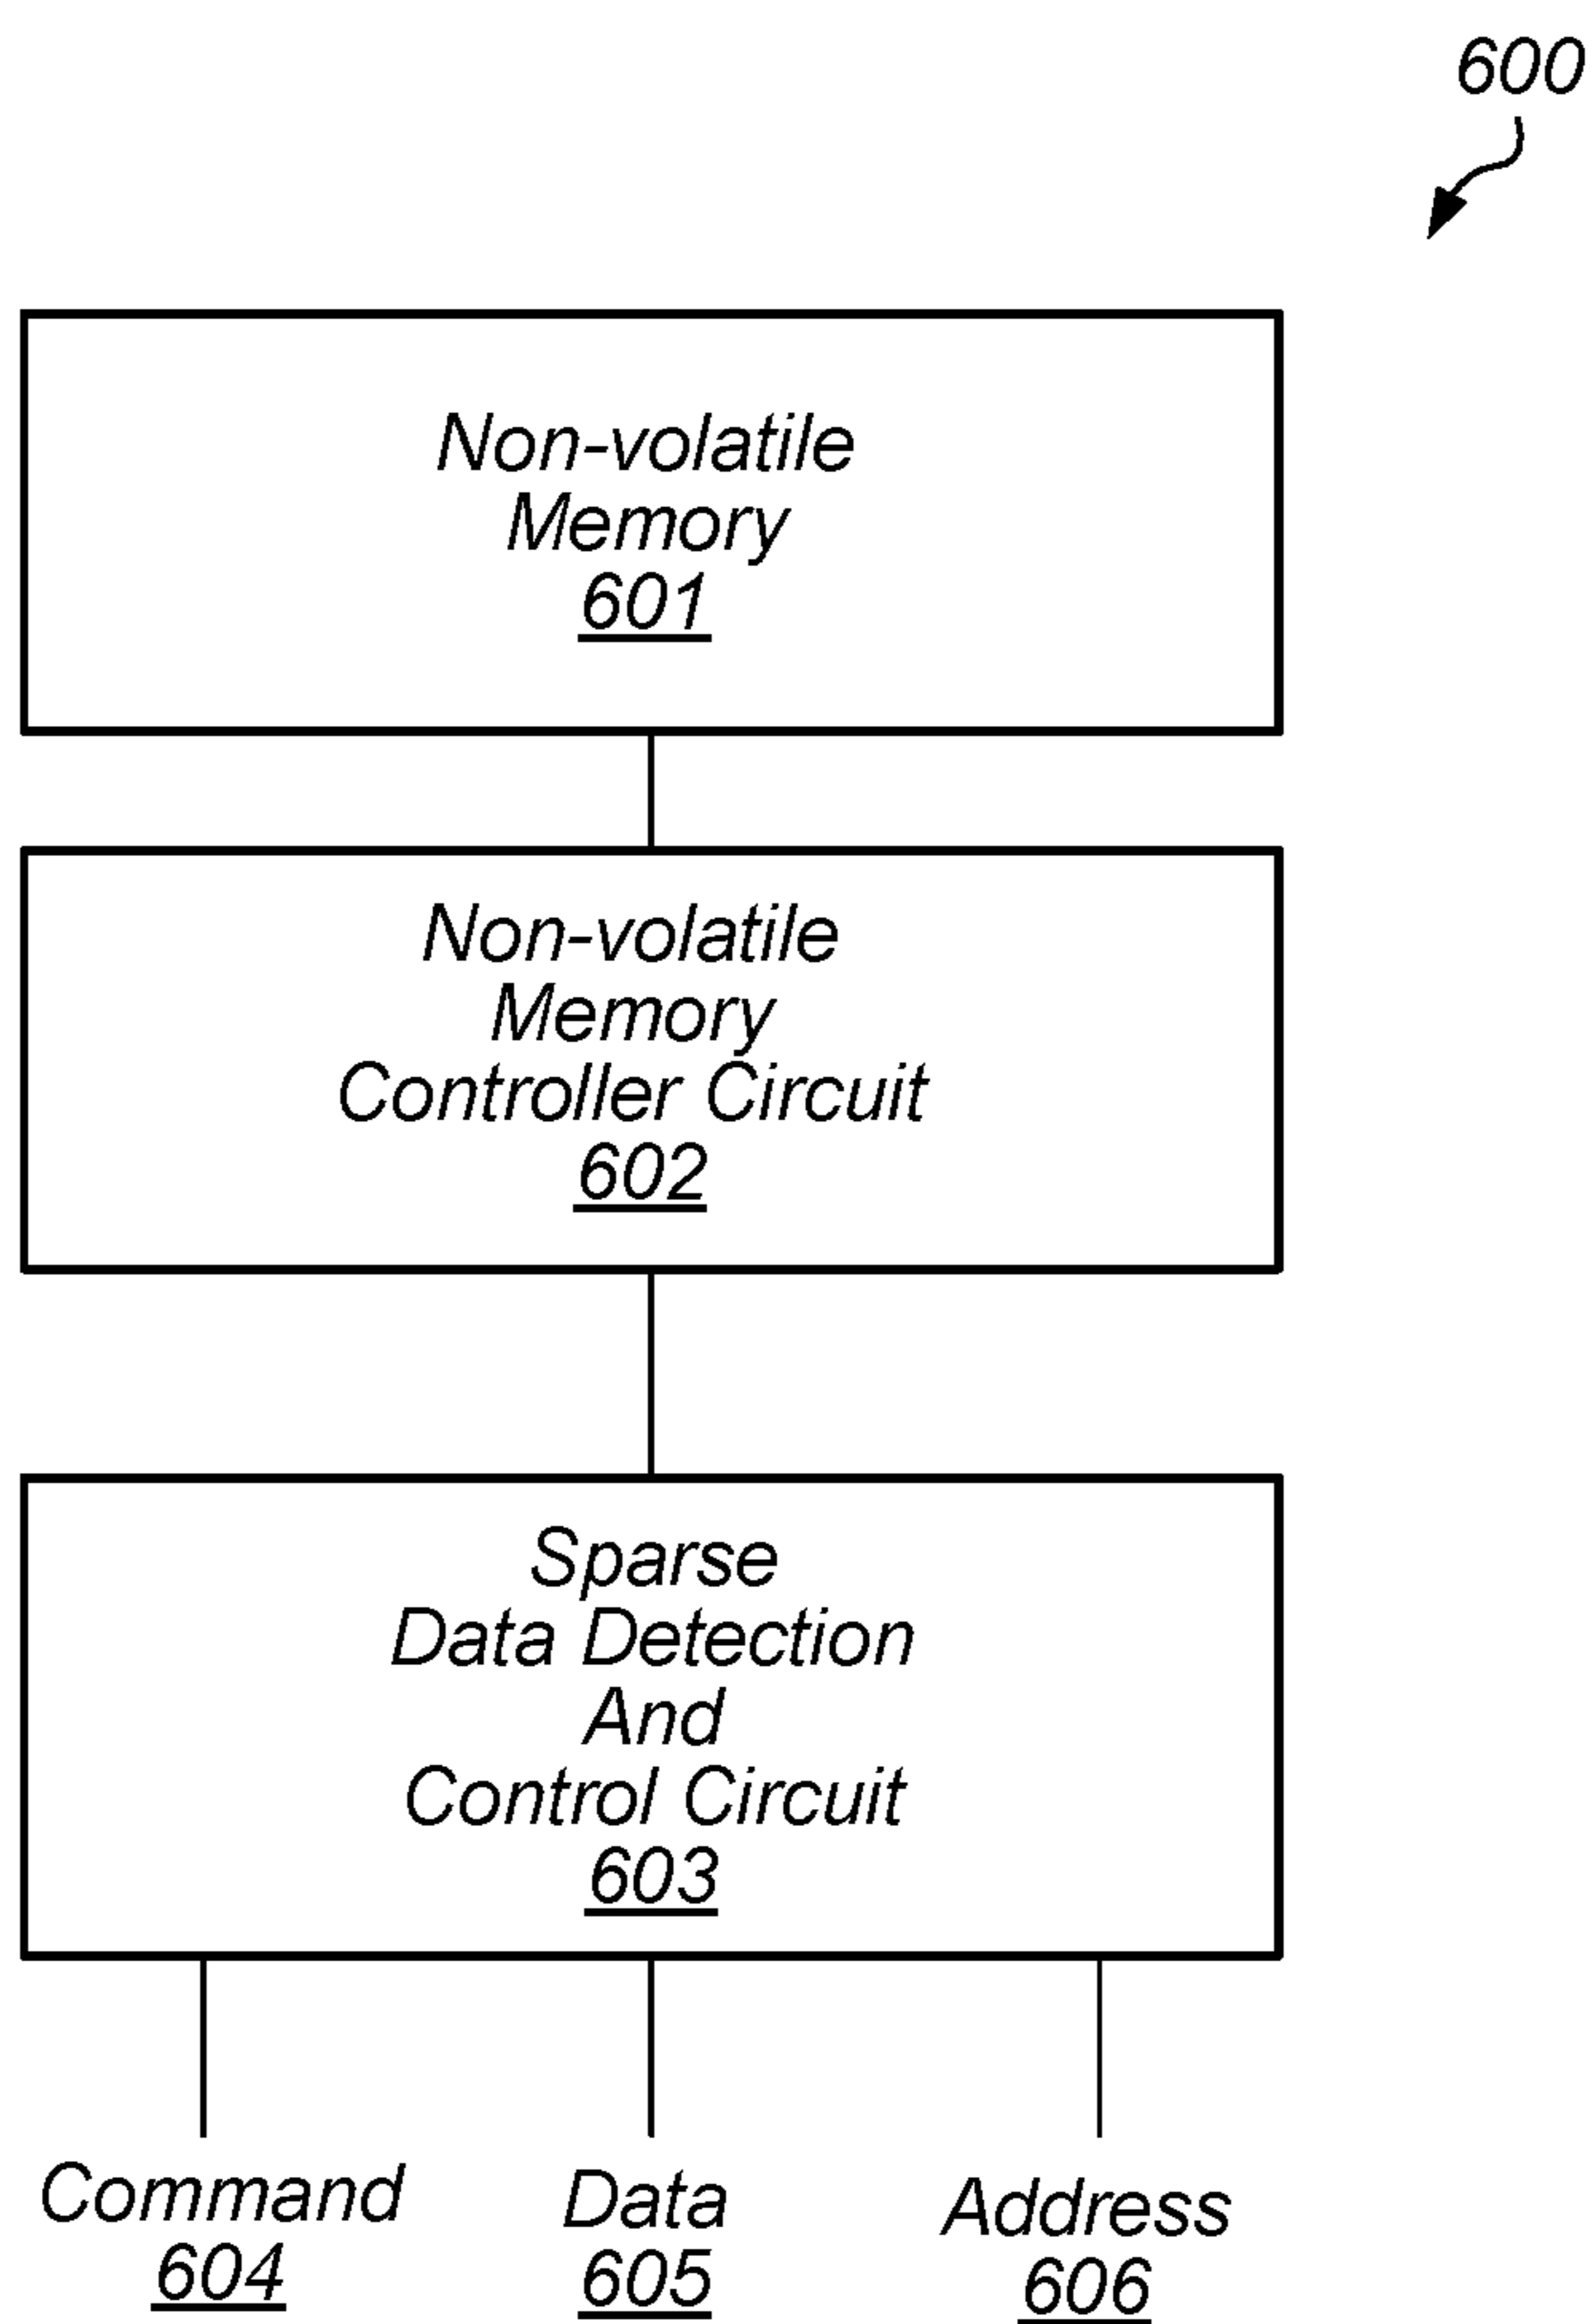 600
Non-volatile
Memory
601
Non-volatile
Memory
Controller Circuit
602
Sparse
Data Detection
And
Control Circuit
603
Command
604
Data
605
Address
606